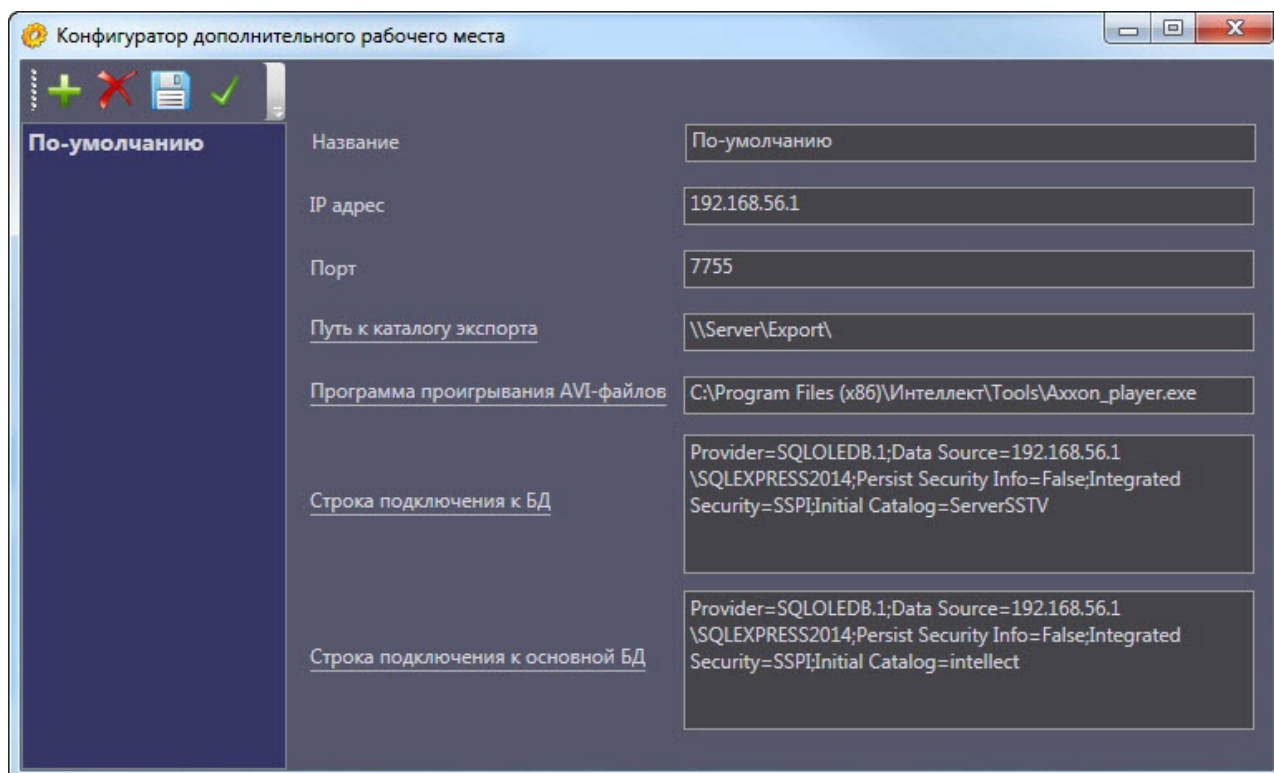 Конфигуратор дополнительного рабочего места
По-умолчанию
Название
По-умолчанию
IP адрес
192.168.56.1
Порт
7755
Путь к каталогу экспорта
\\Server\Export\
Программа проигрывания AVI-файлов
C:\Program Files (x86)\Интеллект\Tools\Axxon_player.exe
Строка подключения к БД
Provider=SQLOLEDB.1;Data Source=192.168.56.1
\SQLEXPRESS2014;Persist Security Info=False;Integrated
Security=SSPI;Initial Catalog=ServerSSTV
Строка подключения к основной БД
Provider=SQLOLEDB.1;Data Source=192.168.56.1
\SQLEXPRESS2014;Persist Security Info=False;Integrated
Security=SSPI;Initial Catalog=intellect